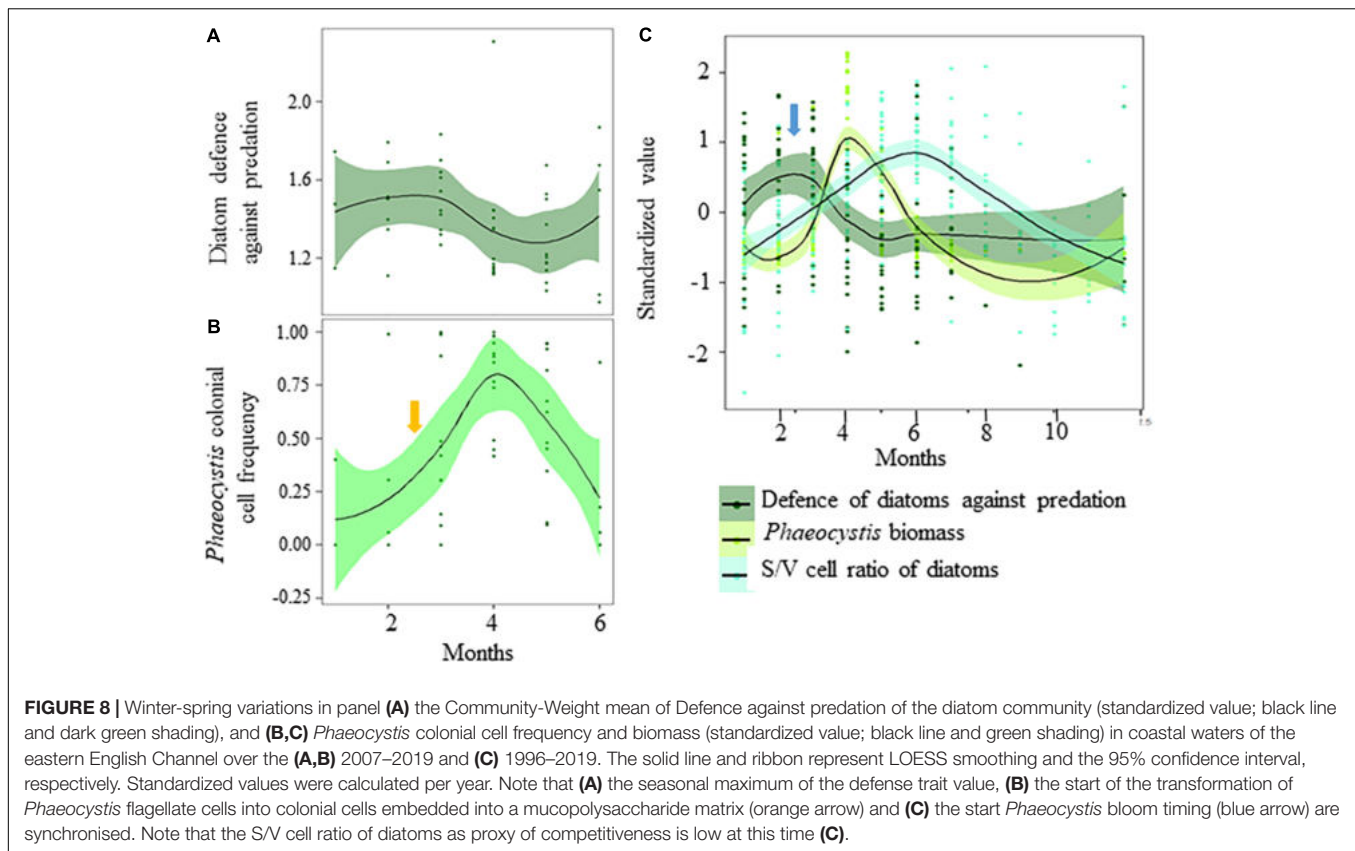 A
Diatom defence
against predation
2.0
1.6
1.2
B
Phaeocystis colonial
cell frequency
1.00
0.75
0.50
0.25
0.00
-0.25
2
4
6
Months
C
Standardized value
2
1
0
-1
-2
2
4
6
8
10
Months
Defence of diatoms against predation
Phaeocystis biomass
S/V cell ratio of diatoms
FIGURE 8 | Winter-spring variations in panel (A) the Community-Weight mean of Defence against predation of the diatom community (standardized value; black line
and dark green shading), and (B,C) Phaeocystis colonial cell frequency and biomass (standardized value; black line and green shading) in coastal waters of the
eastern English Channel over the (A,B) 2007–2019 and (C) 1996–2019. The solid line and ribbon represent LOESS smoothing and the 95% confidence interval,
respectively. Standardized values were calculated per year. Note that (A) the seasonal maximum of the defense trait value, (B) the start of the transformation of
Phaeocystis flagellate cells into colonial cells embedded into a mucopolysaccharide matrix (orange arrow) and (C) the start Phaeocystis bloom timing (blue arrow) are
synchronised. Note that the S/V cell ratio of diatoms as proxy of competitiveness is low at this time (C).